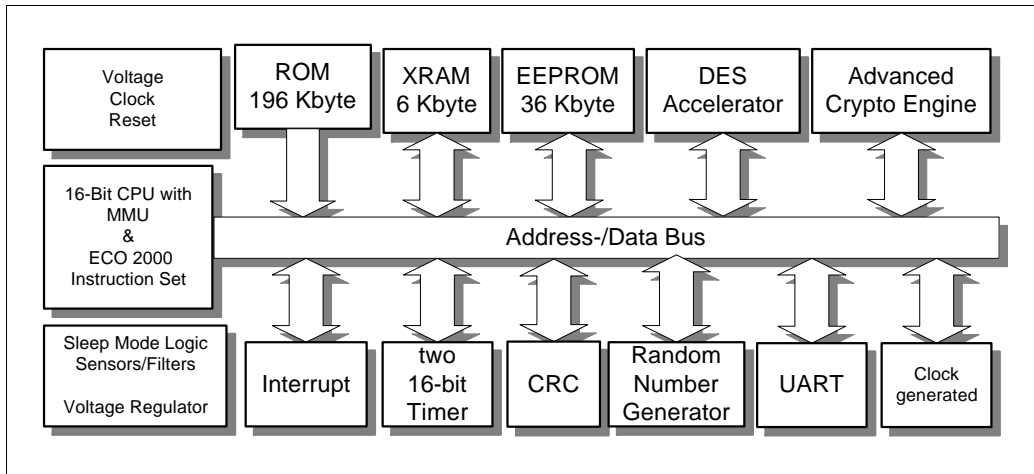 Voltage
Clock
Reset
ROM
196 Kbyte
XRAM
6 Kbyte
EEPROM
36 Kbyte
DES
Accelerator
Advanced
Crypto Engine
16-Bit CPU with
MMU
&
ECO 2000
Instruction Set
Address-/Data Bus
Sleep Mode Logic
Sensors/Filters
Voltage Regulator
Interrupt
two
16-bit
Timer
CRC
Random
Number
Generator
UART
Clock
generated